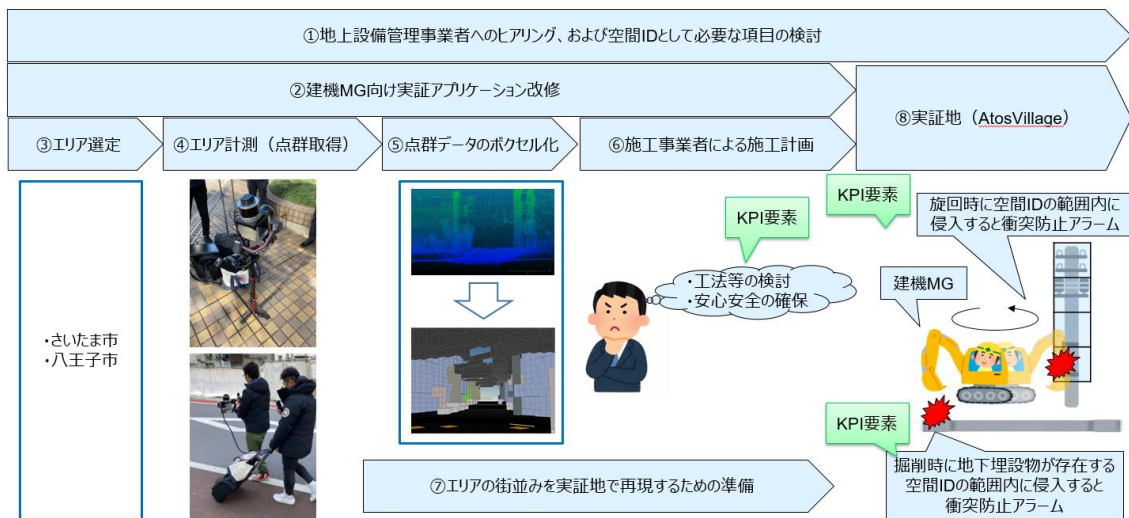 ①地上設備管理事業者へのヒアリング、および空間IDとして必要な項目の検討
②建機MG向け実証アプリケーション改修
⑧実証地（AtosVillage）
③エリア選定
④エリア計測（点群取得）
⑤点群データのボクセル化
⑥施工事業者による施工計画
・さいたま市
・八王子市
KPI要素
・工法等の検討
・安心安全の確保
KPI要素
旋回時に空間IDの範囲内に
侵入すると衝突防止アラーム
建機MG
KPI要素
掘削時に地下埋設物が存在する
空間IDの範囲内に侵入すると
衝突防止アラーム
⑦エリアの街並みを実証地で再現するための準備